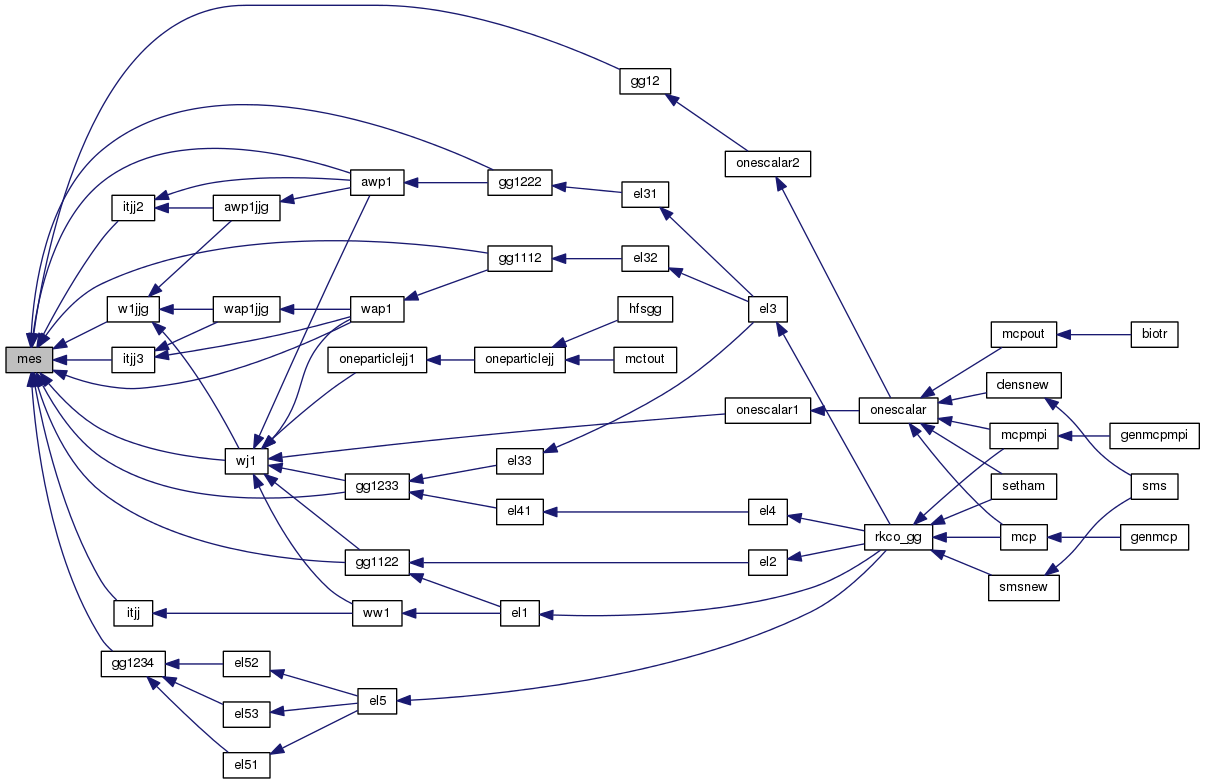 gg12
onescalar2
awp1
gg1222
el31
itjj2
awp1jjg
gg1112
el32
w1jjg
wap1jjg
wap1
hfsgg
el3
mes
itjj3
oneparticlejj1
oneparticlejj
mctout
mcpout
biotr
densnew
onescalar1
onescalar
mcpmpi
genmcpmpi
wj1
el33
gg1233
setham
sms
el41
el4
rkco_gg
mcp
genmcp
gg1122
el2
smsnew
itjj
ww1
el1
gg1234
el52
el5
el53
el51